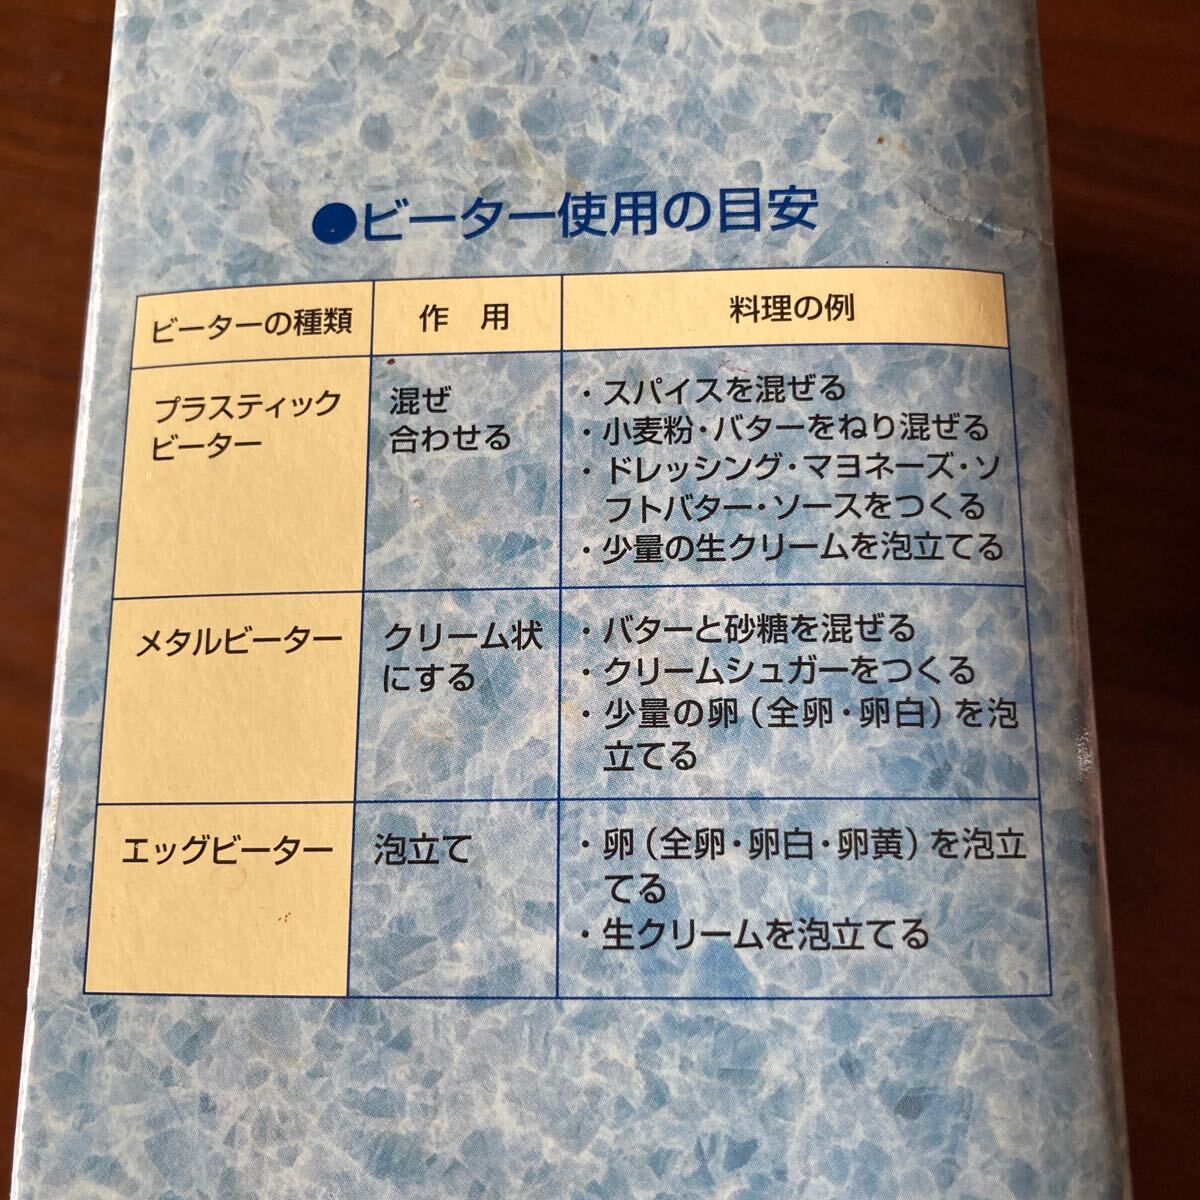 ●ビーター使用の目安
ビーターの種類
作　用
料理の例
プラスティック
ビーター
混ぜ
合わせる
・スパイスを混ぜる
・小麦粉・バターをねり混ぜる
・ドレッシング・マヨネーズ・ソ
フトバター・ソースをつくる
・少量の生クリームを泡立てる
メタルビーター
クリーム状
にする
・バターと砂糖を混ぜる
・クリームシュガーをつくる
・少量の卵（全卵・卵白）を泡
立てる
エッグビーター
泡立て
・卵（全卵・卵白・卵黄）を泡立
てる
・生クリームを泡立てる